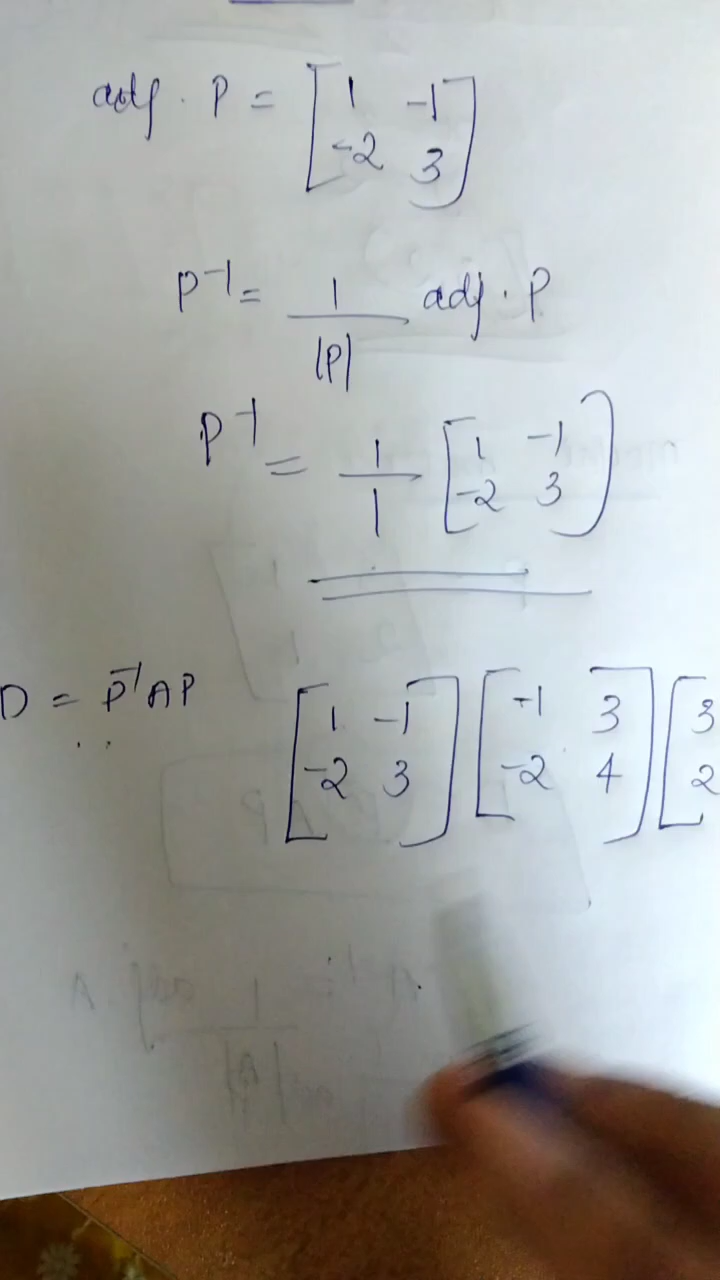 adj . P = [ 1 -1
-2 3 ]
P⁻¹ = 1 / |P| adj . P
P⁻¹ = 1 / 1 [ 1 -1
-2 3 ]
D = P⁻¹AP [ 1 -1 ] [ -1 3 ] [ 3
[ -2 3 ] [ -2 4 ] [ 2